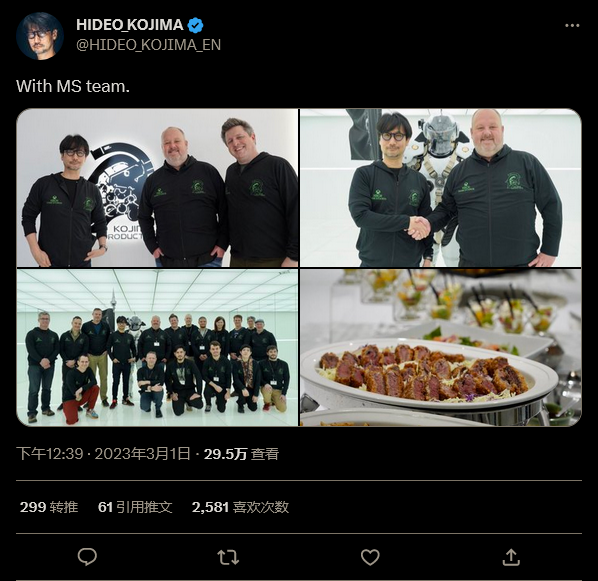 HIDEO_KOJIMA
@HIDEO_KOJIMA_EN
With MS team.
KOJIM
RODUCT
下午12:39 · 2023年3月1日 · 29.5万 查看
299 转推 61 引用推文 2,581 喜欢次数